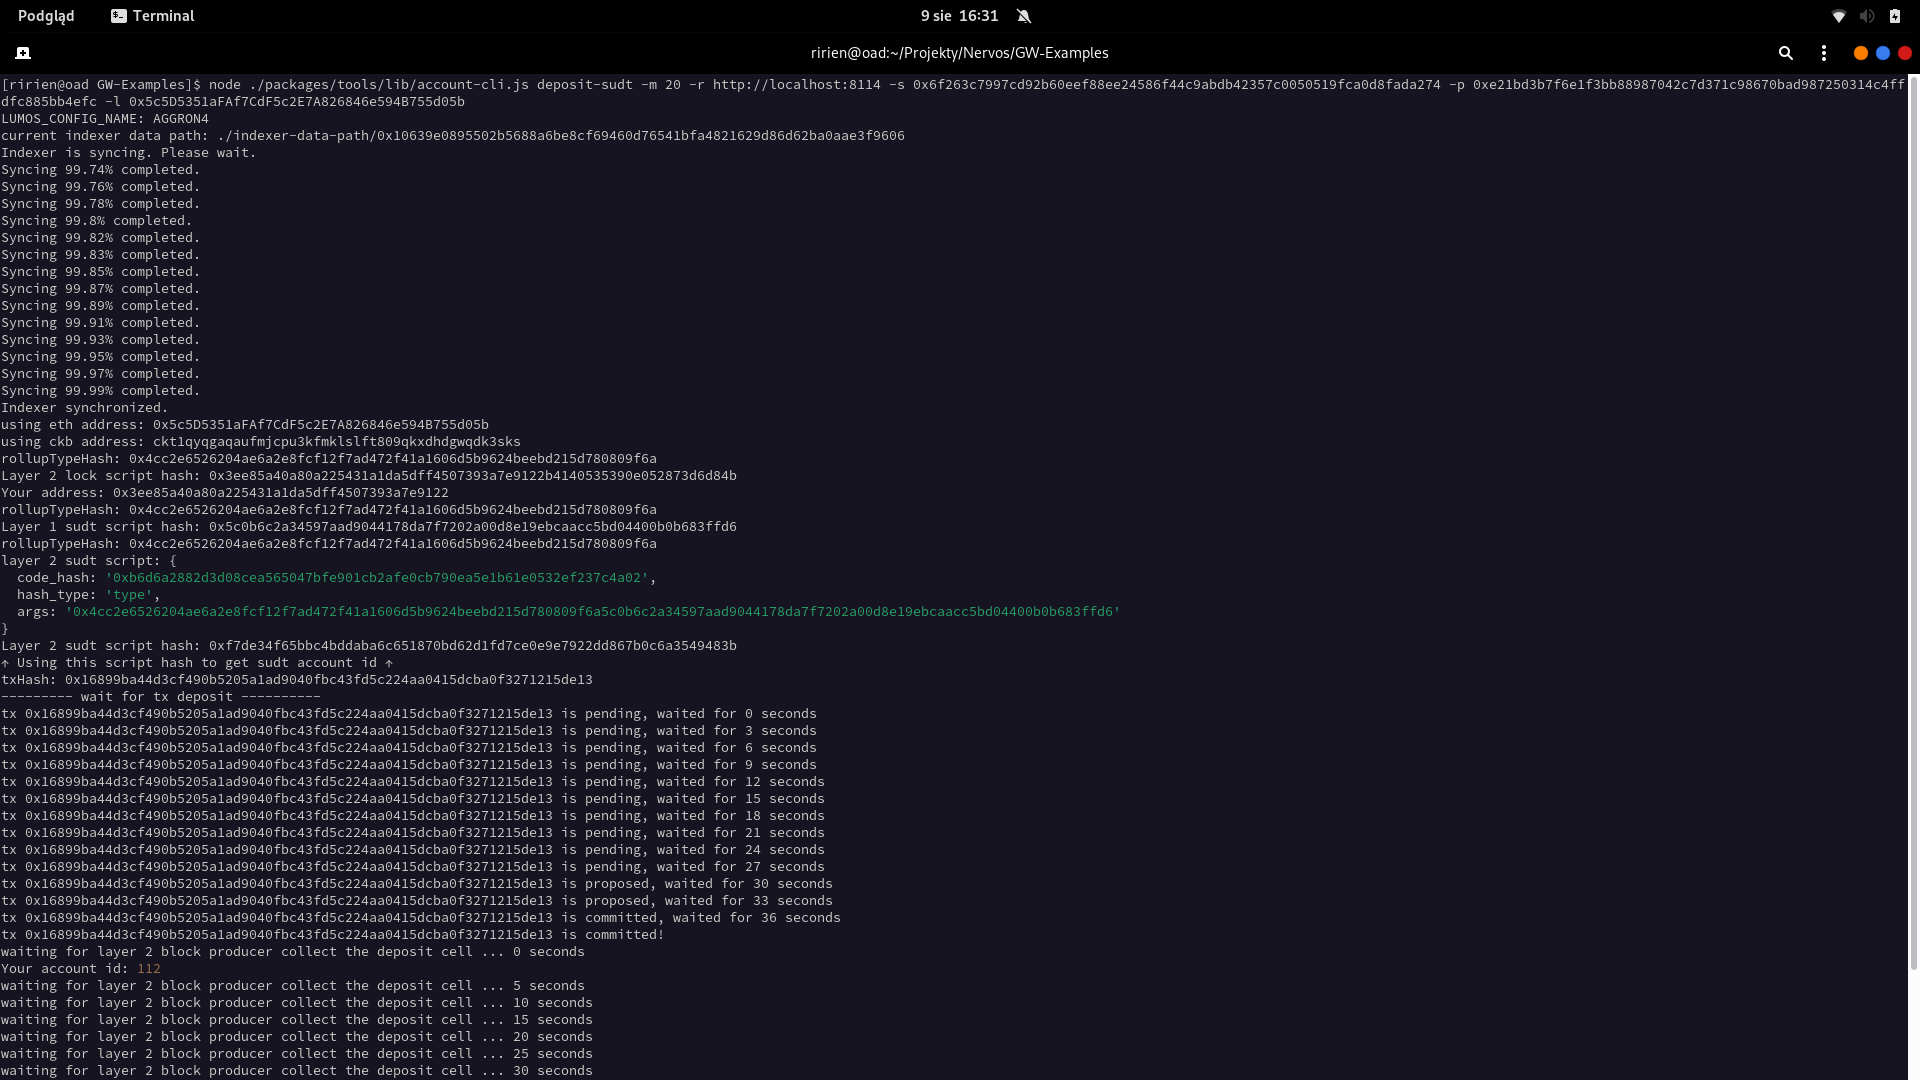 Podgląd
Terminal
9 sie 16:31
ririen@oad:~/Projekty/Nervos/GW-Examples
[ririen@oad GW-Examples]$ node ./packages/tools/lib/account-cli.js deposit-sudt -m 20 -r http://localhost:8114 -s 0x6f263c7997cd92b60eef88ee24586f44c9abdb42357c0050519fca0d8fada274 -p 0xe21bd3b7f6e1f3bb88987042c7d371c98670bad987250314c4ff
dfc885bb4efc -l 0x5c5D5351aFAf7CdF5c2E7A826846e594B755d05b
LUMOS_CONFIG_NAME: AGGRON4
current indexer data path: ./indexer-data-path/0x10639e0895502b5688a6be8cf69460d76541bfa4821629d86d62ba0aae3f9606
Indexer is syncing. Please wait.
Syncing 99.74% completed.
Syncing 99.76% completed.
Syncing 99.78% completed.
Syncing 99.8% completed.
Syncing 99.82% completed.
Syncing 99.83% completed.
Syncing 99.85% completed.
Syncing 99.87% completed.
Syncing 99.89% completed.
Syncing 99.91% completed.
Syncing 99.93% completed.
Syncing 99.95% completed.
Syncing 99.97% completed.
Syncing 99.99% completed.
Indexer synchronized.
using eth address: 0x5c5D5351aFAf7CdF5c2E7A826846e594B755d05b
using ckb address: ckt1qyqgaqaufmjcpu3kfmklslft809qkxdhdgwqdk3sks
rollupTypeHash: 0x4cc2e6526204ae6a2e8fcf12f7ad472f41a1606d5b9624beebd215d780809f6a
Layer 2 lock script hash: 0x3ee85a40a80a225431a1da5dff4507393a7e9122b4140535390e052873d6d84b
Your address: 0x3ee85a40a80a225431a1da5dff4507393a7e9122
rollupTypeHash: 0x4cc2e6526204ae6a2e8fcf12f7ad472f41a1606d5b9624beebd215d780809f6a
Layer 1 sudt script hash: 0x5c0b6c2a34597aad9044178da7f7202a00d8e19ebcaacc5bd04400b0b683ffd6
rollupTypeHash: 0x4cc2e6526204ae6a2e8fcf12f7ad472f41a1606d5b9624beebd215d780809f6a
layer 2 sudt script: {
  code_hash: '0xb6d6a2882d3d08cea565047bfe901cb2afe0cb790ea5e1b61e0532ef237c4a02',
  hash_type: 'type',
  args: '0x4cc2e6526204ae6a2e8fcf12f7ad472f41a1606d5b9624beebd215d780809f6a5c0b6c2a34597aad9044178da7f7202a00d8e19ebcaacc5bd04400b0b683ffd6'
}
Layer 2 sudt script hash: 0xf7de34f65bbc4bddaba6c651870bd62d1fd7ce0e9e7922dd867b0c6a3549483b
↑ Using this script hash to get sudt account id ↑
txHash: 0x16899ba44d3cf490b5205a1ad9040fbc43fd5c224aa0415dcba0f3271215de13
--------- wait for tx deposit ----------
tx 0x16899ba44d3cf490b5205a1ad9040fbc43fd5c224aa0415dcba0f3271215de13 is pending, waited for 0 seconds
tx 0x16899ba44d3cf490b5205a1ad9040fbc43fd5c224aa0415dcba0f3271215de13 is pending, waited for 3 seconds
tx 0x16899ba44d3cf490b5205a1ad9040fbc43fd5c224aa0415dcba0f3271215de13 is pending, waited for 6 seconds
tx 0x16899ba44d3cf490b5205a1ad9040fbc43fd5c224aa0415dcba0f3271215de13 is pending, waited for 9 seconds
tx 0x16899ba44d3cf490b5205a1ad9040fbc43fd5c224aa0415dcba0f3271215de13 is pending, waited for 12 seconds
tx 0x16899ba44d3cf490b5205a1ad9040fbc43fd5c224aa0415dcba0f3271215de13 is pending, waited for 15 seconds
tx 0x16899ba44d3cf490b5205a1ad9040fbc43fd5c224aa0415dcba0f3271215de13 is pending, waited for 18 seconds
tx 0x16899ba44d3cf490b5205a1ad9040fbc43fd5c224aa0415dcba0f3271215de13 is pending, waited for 21 seconds
tx 0x16899ba44d3cf490b5205a1ad9040fbc43fd5c224aa0415dcba0f3271215de13 is pending, waited for 24 seconds
tx 0x16899ba44d3cf490b5205a1ad9040fbc43fd5c224aa0415dcba0f3271215de13 is pending, waited for 27 seconds
tx 0x16899ba44d3cf490b5205a1ad9040fbc43fd5c224aa0415dcba0f3271215de13 is proposed, waited for 30 seconds
tx 0x16899ba44d3cf490b5205a1ad9040fbc43fd5c224aa0415dcba0f3271215de13 is proposed, waited for 33 seconds
tx 0x16899ba44d3cf490b5205a1ad9040fbc43fd5c224aa0415dcba0f3271215de13 is committed, waited for 36 seconds
tx 0x16899ba44d3cf490b5205a1ad9040fbc43fd5c224aa0415dcba0f3271215de13 is committed!
waiting for layer 2 block producer collect the deposit cell ... 0 seconds
Your account id: 112
waiting for layer 2 block producer collect the deposit cell ... 5 seconds
waiting for layer 2 block producer collect the deposit cell ... 10 seconds
waiting for layer 2 block producer collect the deposit cell ... 15 seconds
waiting for layer 2 block producer collect the deposit cell ... 20 seconds
waiting for layer 2 block producer collect the deposit cell ... 25 seconds
waiting for layer 2 block producer collect the deposit cell ... 30 seconds